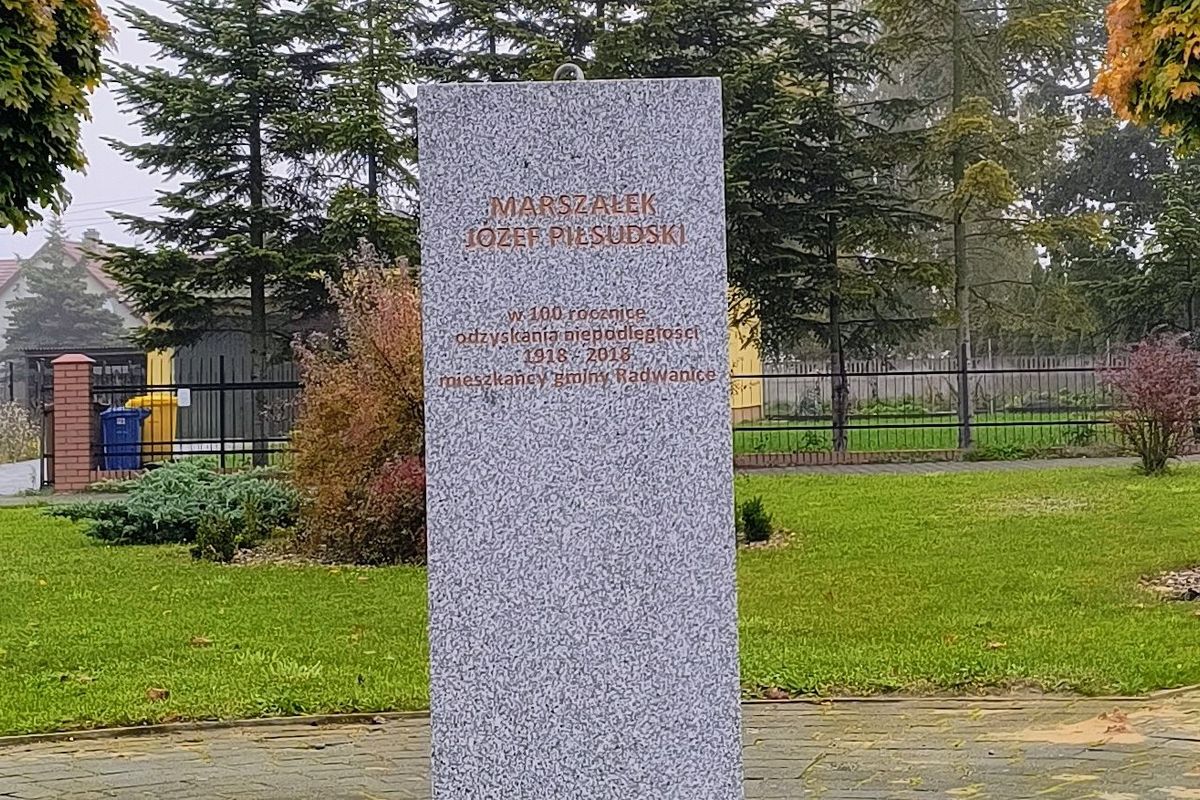 MARSZAŁEK
JÓZEF PIŁSUDSKI
w 100 rocznicę
odzyskania niepodległości
1918 - 2018
mieszkańcy gminy Radwanice